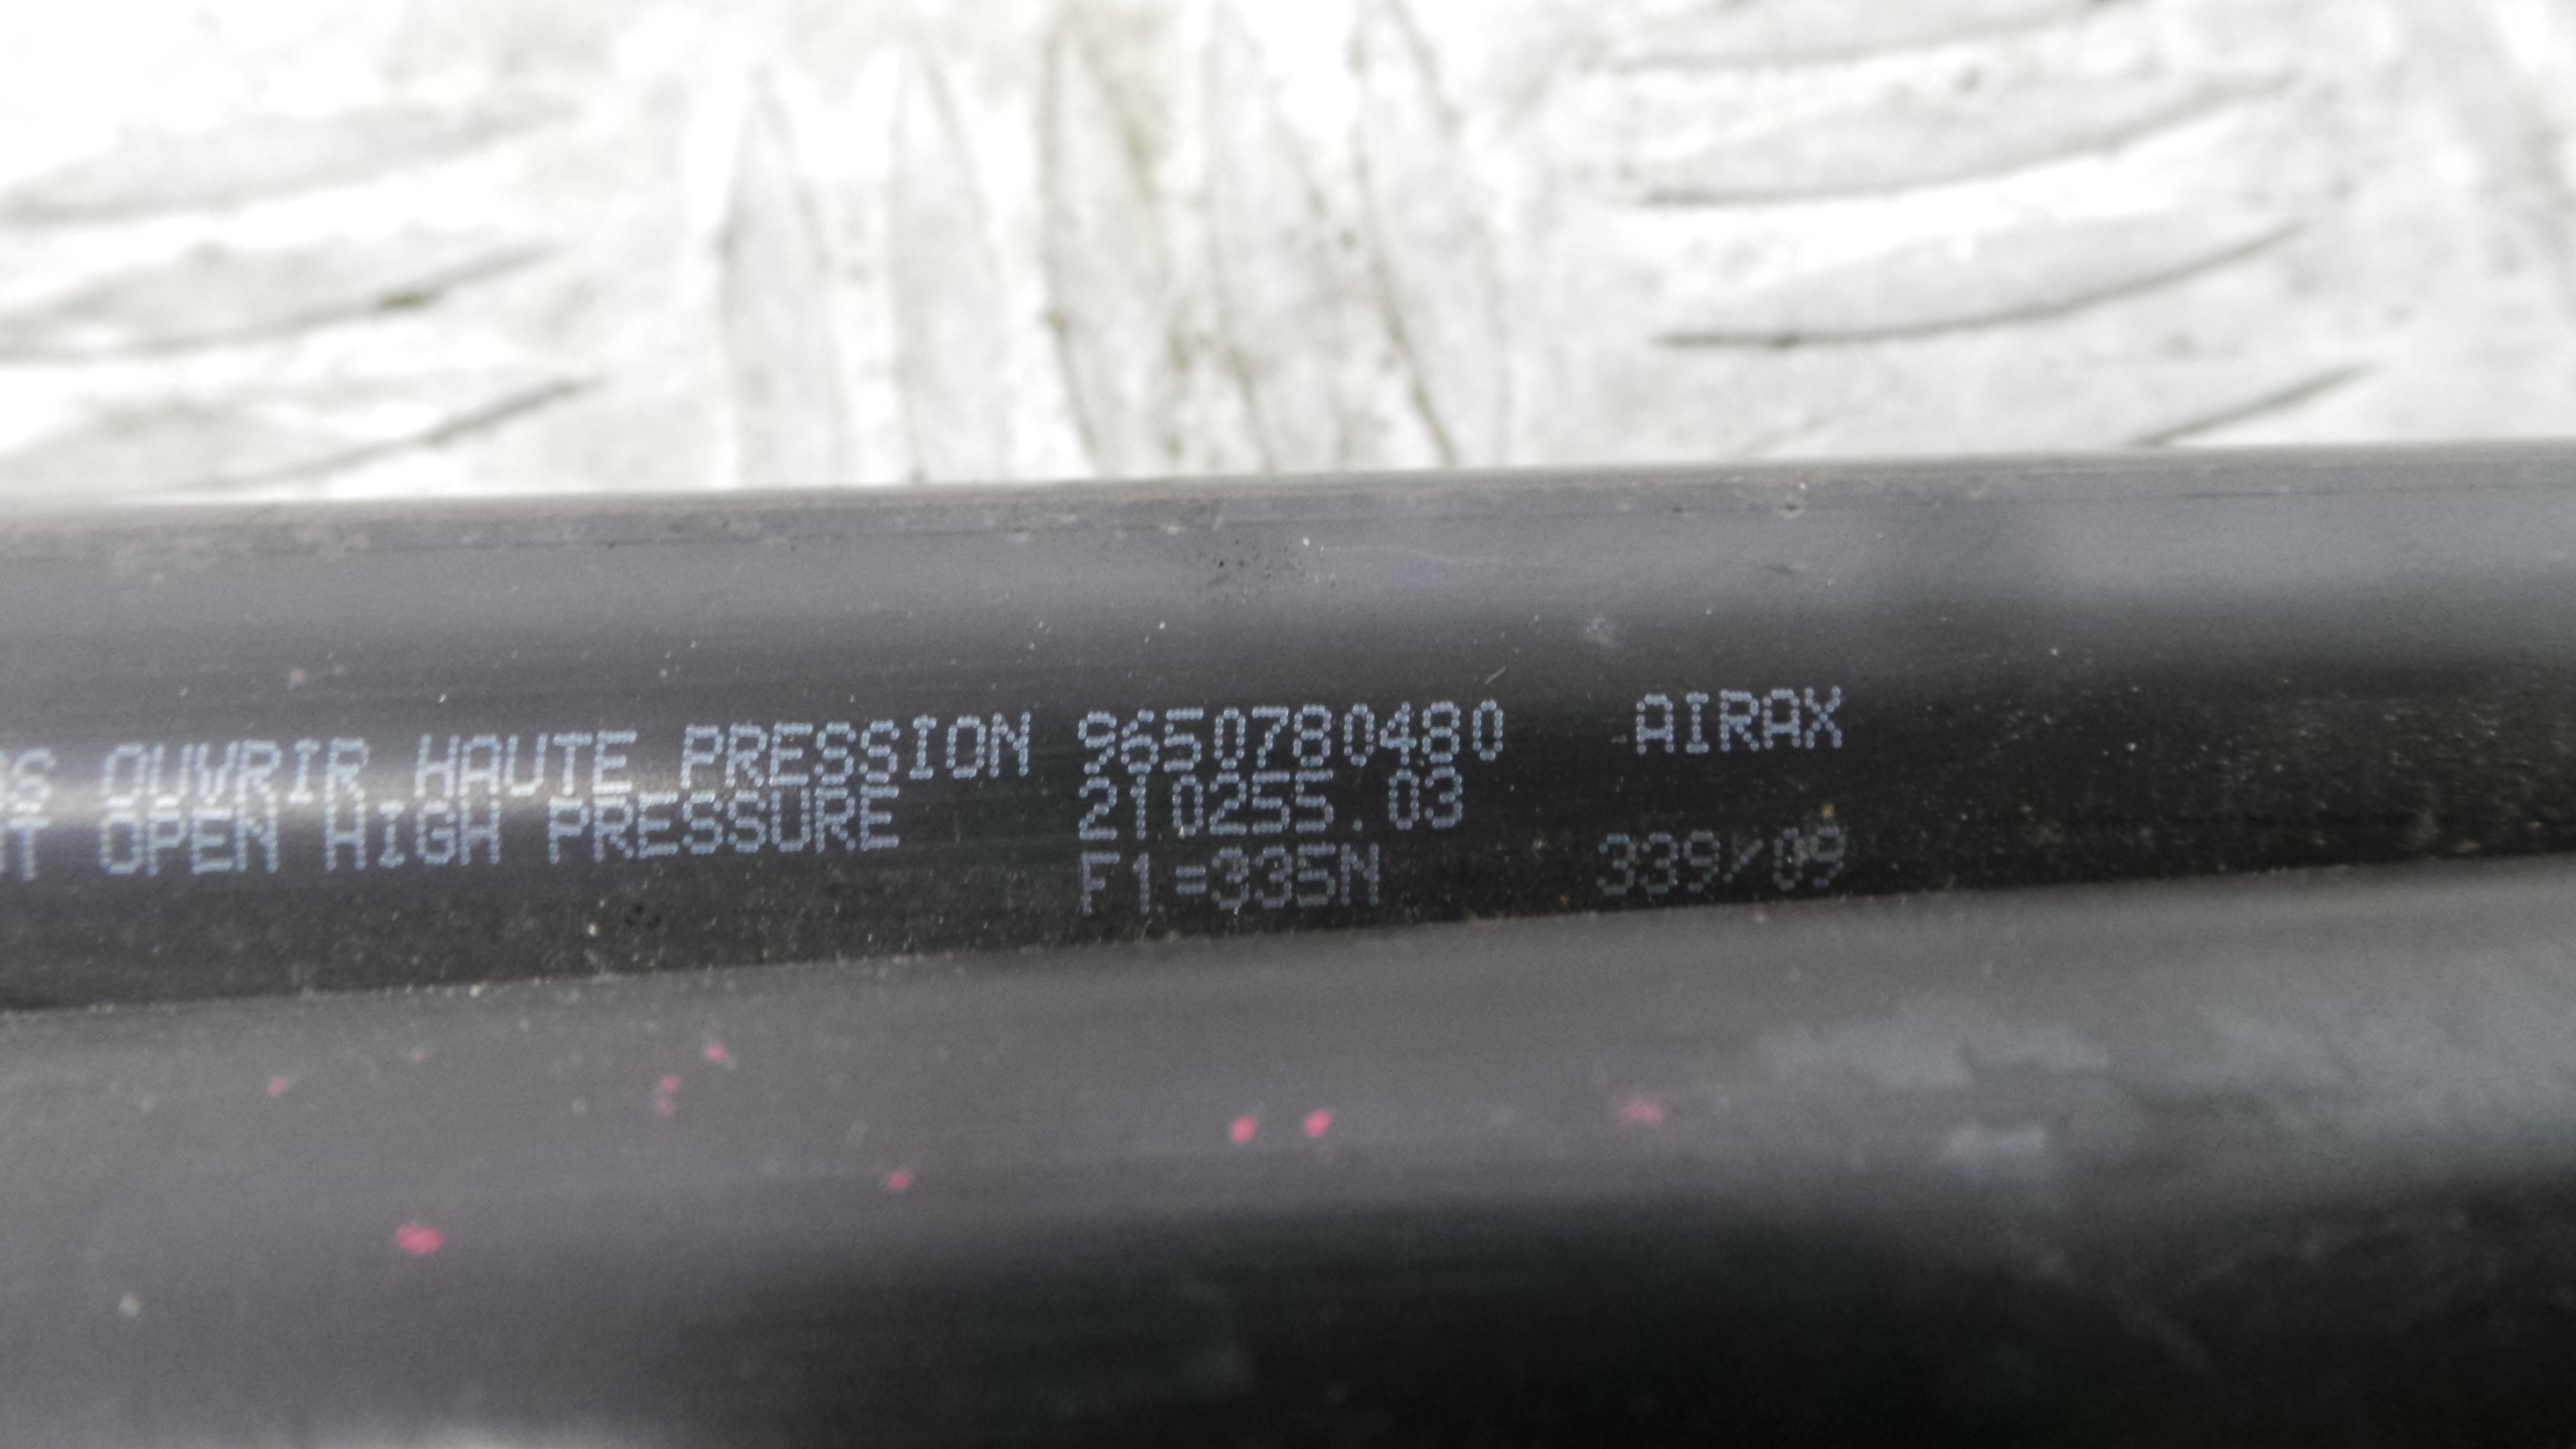 OUVRIR HAUTE PRESSION 9650780480 AIRAX
OPEN HIGH PRESSURE 210255.03
F1=335N 339/09